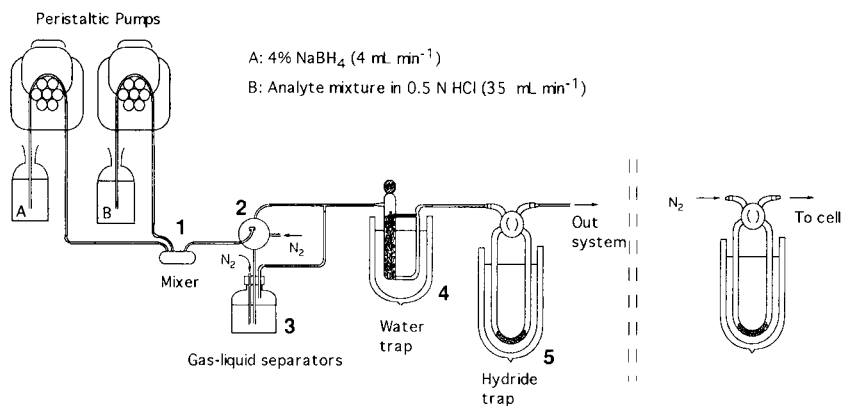 Peristaltic Pumps
A: 4% NaBH4 (4 mL min-1)
B: Analyte mixture in 0.5 N HCl (35 mL min-1)
A
B
1
Mixer
2
N2
N2
3
Gas-liquid separators
4
Water
trap
5
Hydride
trap
Out
system
N2
To cell